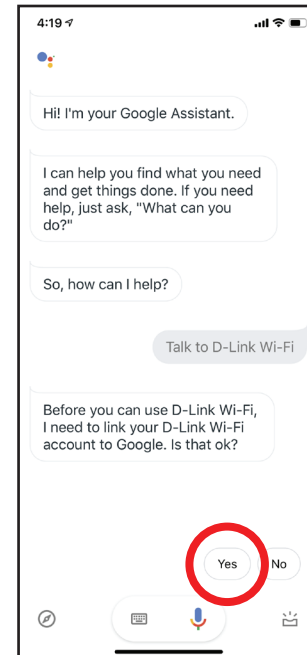 4:19
Hi! I'm your Google Assistant.
I can help you find what you need
and get things done. If you need
help, just ask, "What can you
do?"
So, how can I help?
Talk to D-Link Wi-Fi
Before you can use D-Link Wi-Fi,
I need to link your D-Link Wi-Fi
account to Google. Is that ok?
Yes No